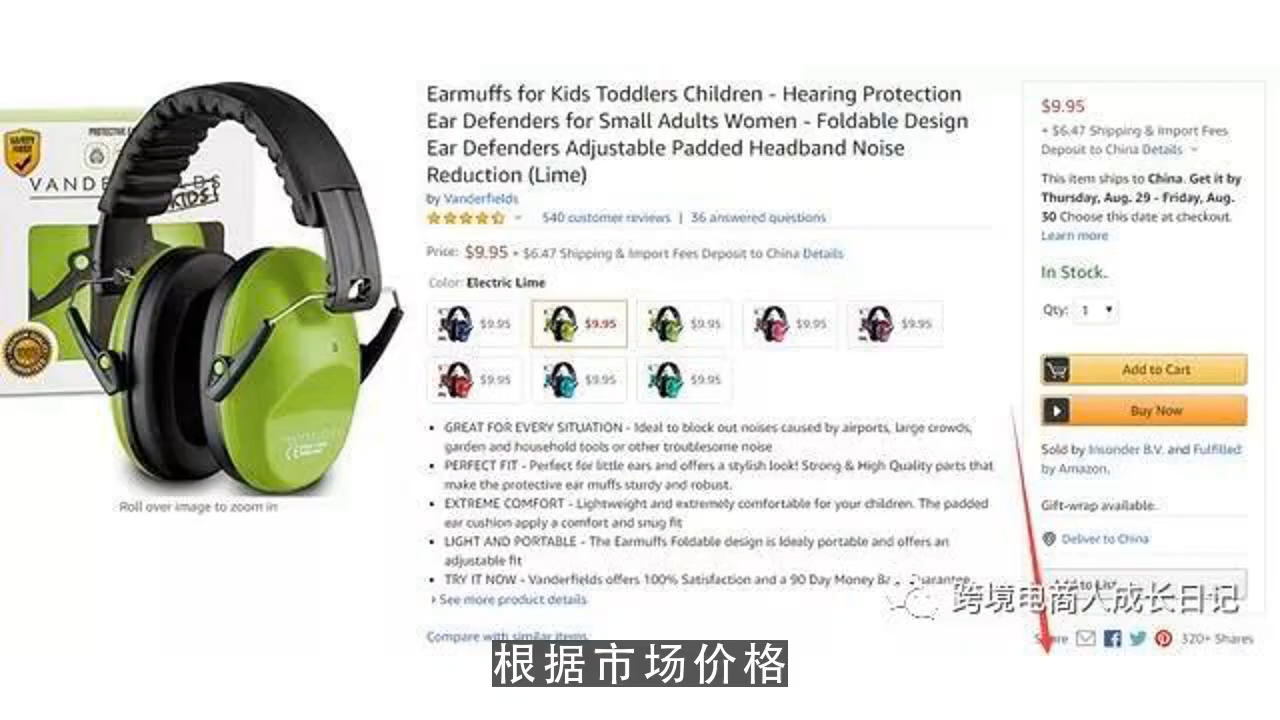 PROTECTIVE
VANDE LDS
KIDS!
100%
Roll over image to zoom in
Earmuffs for Kids Toddlers Children - Hearing Protection
Ear Defenders for Small Adults Women - Foldable Design
Ear Defenders Adjustable Padded Headband Noise
Reduction (Lime)
by Vanderfields
540 customer reviews | 36 answered questions
Price: $9.95 + $6.47 Shipping & Import Fees Deposit to China Details
Color: Electric Lime
$9.95 $9.95 $9.95 $9.95 $9.95
$9.95 $9.95 $9.95
• GREAT FOR EVERY SITUATION - Ideal to block out noises caused by airports, large crowds,
garden and household tools or other troublesome noise
• PERFECT FIT - Perfect for little ears and offers a stylish look! Strong & High Quality parts that
make the protective ear muffs sturdy and robust.
• EXTREME COMFORT - Lightweight and extremely comfortable for your children. The padded
ear cushion apply a comfort and snug fit
• LIGHT AND PORTABLE - The Earmuffs Foldable design is Idealy portable and offers an
adjustable fit
• TRY IT NOW - Vanderfields offers 100% Satisfaction and a 90 Day Money Ba Guarantee
See more product details
Compare with similar items
$9.95
+ $6.47 Shipping & Import Fees
Deposit to China Details
This item ships to China. Get it by
Thursday, Aug. 29 - Friday, Aug.
30 Choose this date at checkout.
Learn more
In Stock.
Qty: 1
Add to Cart
Buy Now
Sold by Insonder B.V. and Fulfilled
by Amazon.
Gift-wrap available.
Deliver to China
to List
跨境电商人成长日记
Share 320+ Shares
根据市场价格